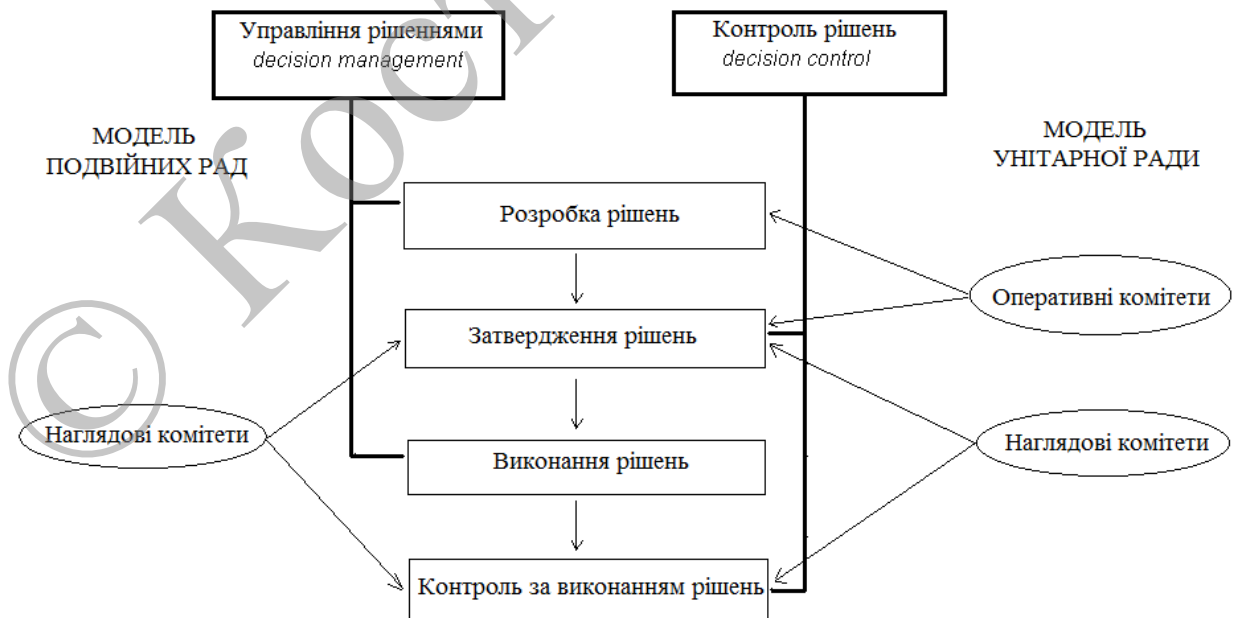 Управління рішеннями
decision management
Контроль рішень
decision control
МОДЕЛЬ
ПОДВІЙНИХ РАД
МОДЕЛЬ
УНІТАРНОЇ РАДИ
Розробка рішень
Оперативні комітети
Затвердження рішень
Наглядові комітети
Наглядові комітети
Виконання рішень
Контроль за виконанням рішень
© Кост